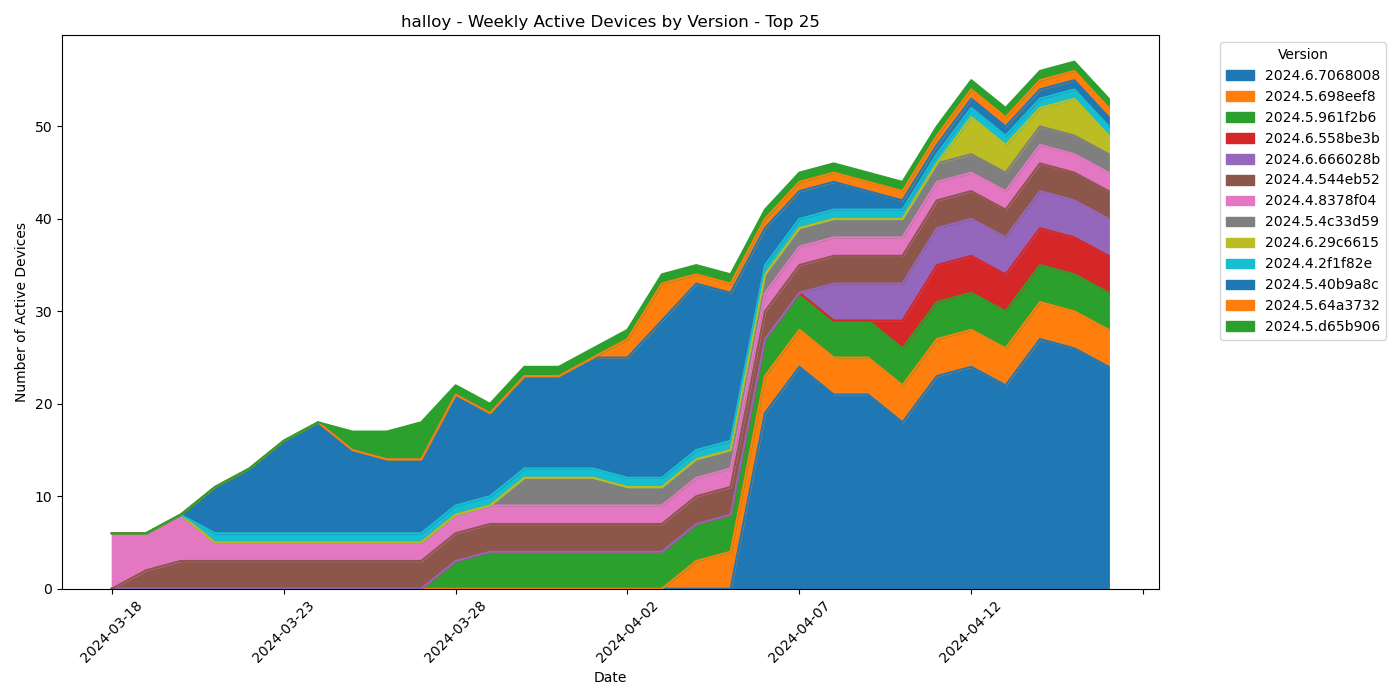 halloy - Weekly Active Devices by Version - Top 25
Number of Active Devices
50
40
30
20
10
0
2024-03-18
2024-03-23
2024-03-28
2024-04-02
2024-04-07
2024-04-12
Date
Version
2024.6.7068008
2024.5.698eef8
2024.5.961f2b6
2024.6.558be3b
2024.6.666028b
2024.4.544eb52
2024.4.8378f04
2024.5.4c33d59
2024.6.29c6615
2024.4.2f1f82e
2024.5.40b9a8c
2024.5.64a3732
2024.5.d65b906